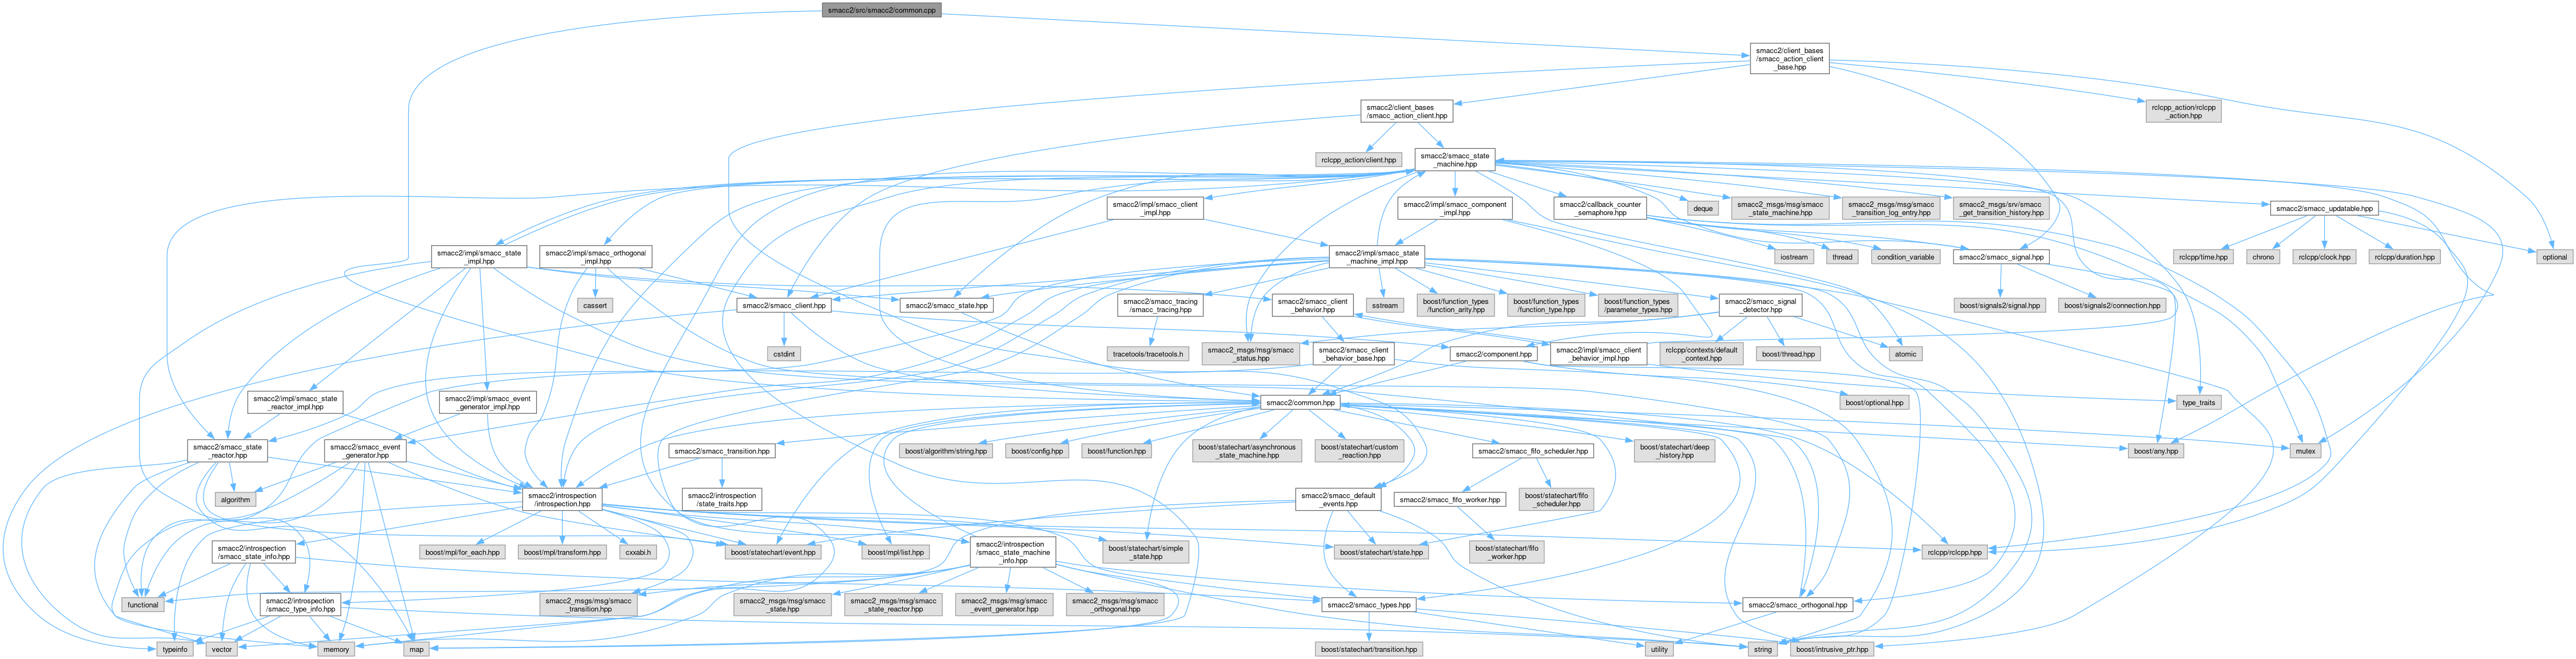 smacc2/src/smacc2/common.cpp
smacc2/client_bases
/smacc_action_client
_base.hpp
smacc2/client_bases
/smacc_action_client.hpp
rclcpp_action/rclcpp
_action.hpp
rclcpp_action/client.hpp
smacc2/smacc_state
_machine.hpp
smacc2/impl/smacc_client
_impl.hpp
smacc2/impl/smacc_component
_impl.hpp
smacc2/callback_counter
_semaphore.hpp
deque
smacc2_msgs/msg/smacc
_state_machine.hpp
smacc2_msgs/msg/smacc
_transition_log_entry.hpp
smacc2_msgs/srv/smacc
_get_transition_history.hpp
smacc2/smacc_updatable.hpp
smacc2/impl/smacc_state
_impl.hpp
smacc2/impl/smacc_orthogonal
_impl.hpp
smacc2/impl/smacc_state
_machine_impl.hpp
iostream
thread
condition_variable
smacc2/smacc_signal.hpp
rclcpp/time.hpp
chrono
rclcpp/clock.hpp
rclcpp/duration.hpp
optional
cassert
smacc2/smacc_client.hpp
smacc2/smacc_state.hpp
smacc2/smacc_tracing
/smacc_tracing.hpp
smacc2/smacc_client
_behavior.hpp
sstream
boost/function_types
/function_arity.hpp
boost/function_types
/function_type.hpp
boost/function_types
/parameter_types.hpp
smacc2/smacc_signal
_detector.hpp
boost/signals2/signal.hpp
boost/signals2/connection.hpp
cstdint
tracetools/tracetools.h
smacc2_msgs/msg/smacc
_status.hpp
smacc2/smacc_client
_behavior_base.hpp
smacc2/component.hpp
smacc2/impl/smacc_client
_behavior_impl.hpp
rclcpp/contexts/default
_context.hpp
boost/thread.hpp
atomic
smacc2/impl/smacc_state
_reactor_impl.hpp
smacc2/impl/smacc_event
_generator_impl.hpp
smacc2/common.hpp
boost/optional.hpp
type_traits
smacc2/smacc_state
_reactor.hpp
smacc2/smacc_event
_generator.hpp
smacc2/smacc_transition.hpp
boost/algorithm/string.hpp
boost/config.hpp
boost/function.hpp
boost/statechart/asynchronous
_state_machine.hpp
boost/statechart/custom
_reaction.hpp
smacc2/smacc_fifo_scheduler.hpp
boost/statechart/deep
_history.hpp
boost/any.hpp
mutex
algorithm
smacc2/introspection
/introspection.hpp
smacc2/introspection
/state_traits.hpp
smacc2/smacc_default
_events.hpp
smacc2/smacc_fifo_worker.hpp
boost/statechart/fifo
_scheduler.hpp
smacc2/introspection
/smacc_state_info.hpp
boost/mpl/for_each.hpp
boost/mpl/transform.hpp
cxxabi.h
boost/statechart/event.hpp
boost/mpl/list.hpp
smacc2/introspection
/smacc_state_machine
_info.hpp
boost/statechart/simple
_state.hpp
boost/statechart/fifo
_worker.hpp
boost/statechart/state.hpp
rclcpp/rclcpp.hpp
functional
smacc2/introspection
/smacc_type_info.hpp
smacc2_msgs/msg/smacc
_transition.hpp
smacc2_msgs/msg/smacc
_state.hpp
smacc2_msgs/msg/smacc
_state_reactor.hpp
smacc2_msgs/msg/smacc
_event_generator.hpp
smacc2_msgs/msg/smacc
_orthogonal.hpp
smacc2/smacc_types.hpp
smacc2/smacc_orthogonal.hpp
typeinfo
vector
memory
map
boost/statechart/transition.hpp
utility
string
boost/intrusive_ptr.hpp